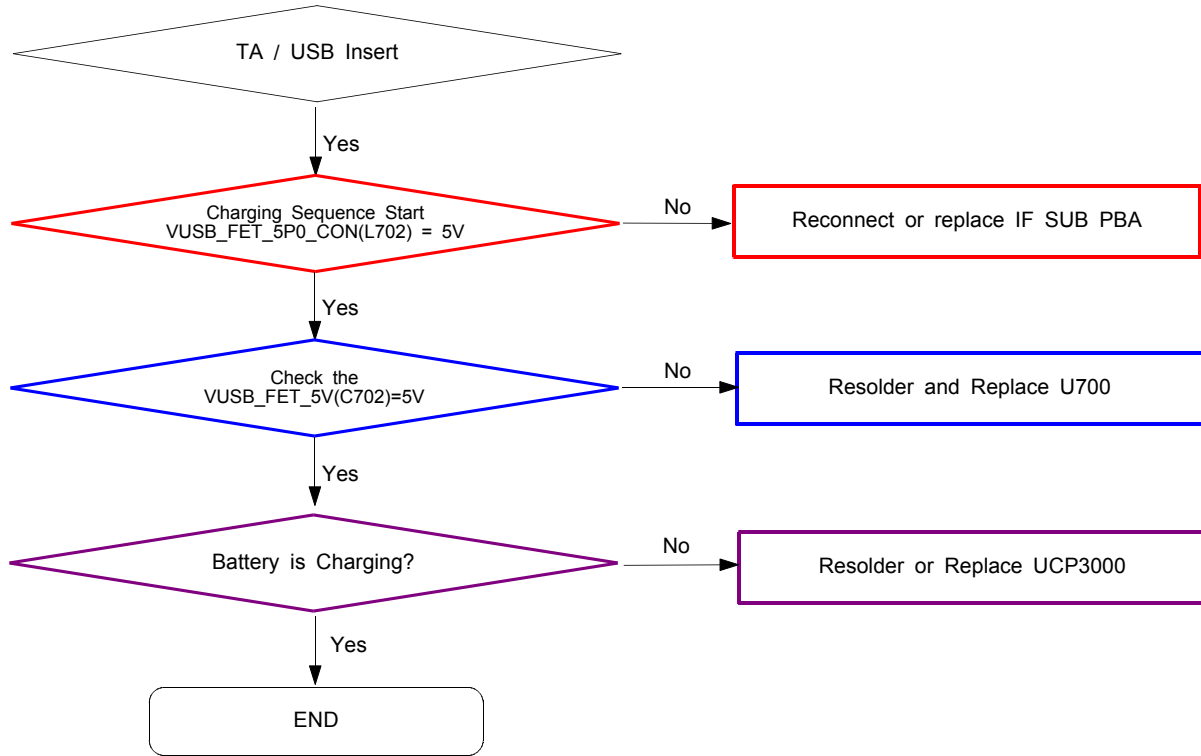 TA / USB Insert
Yes
Charging Sequence Start
VUSB_FET_5P0_CON(L702) = 5V
No
Reconnect or replace IF SUB PBA
Yes
Check the
VUSB_FET_5V(C702)=5V
No
Resolder and Replace U700
Yes
Battery is Charging?
No
Resolder or Replace UCP3000
Yes
END